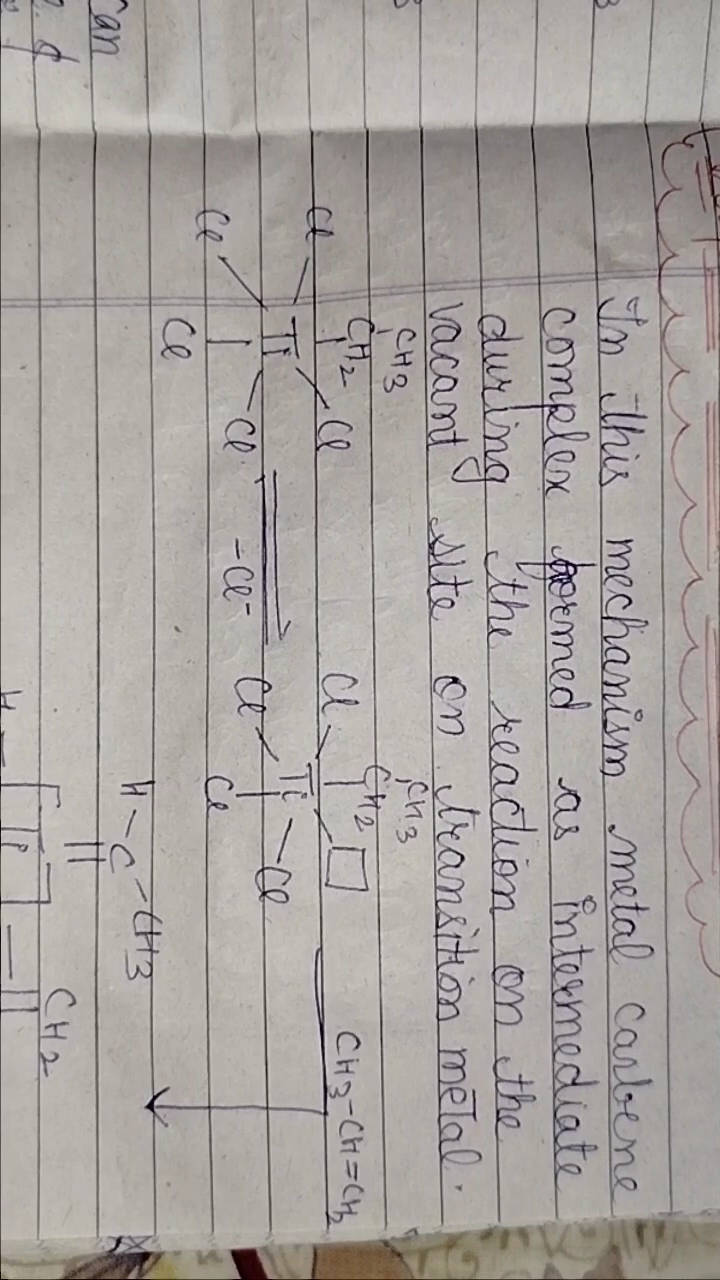 In this mechanism metal carbene
complex formed as intermediate
during the reaction on the
vacant site on transition metal.
CH3 CH3
CH2 CH2
Cl Cl Cl CH3-CH=CH2
Ti Ti
Cl Cl -Cl- Cl Cl
Cl Cl
H-C-CH3
CH2
H
Can